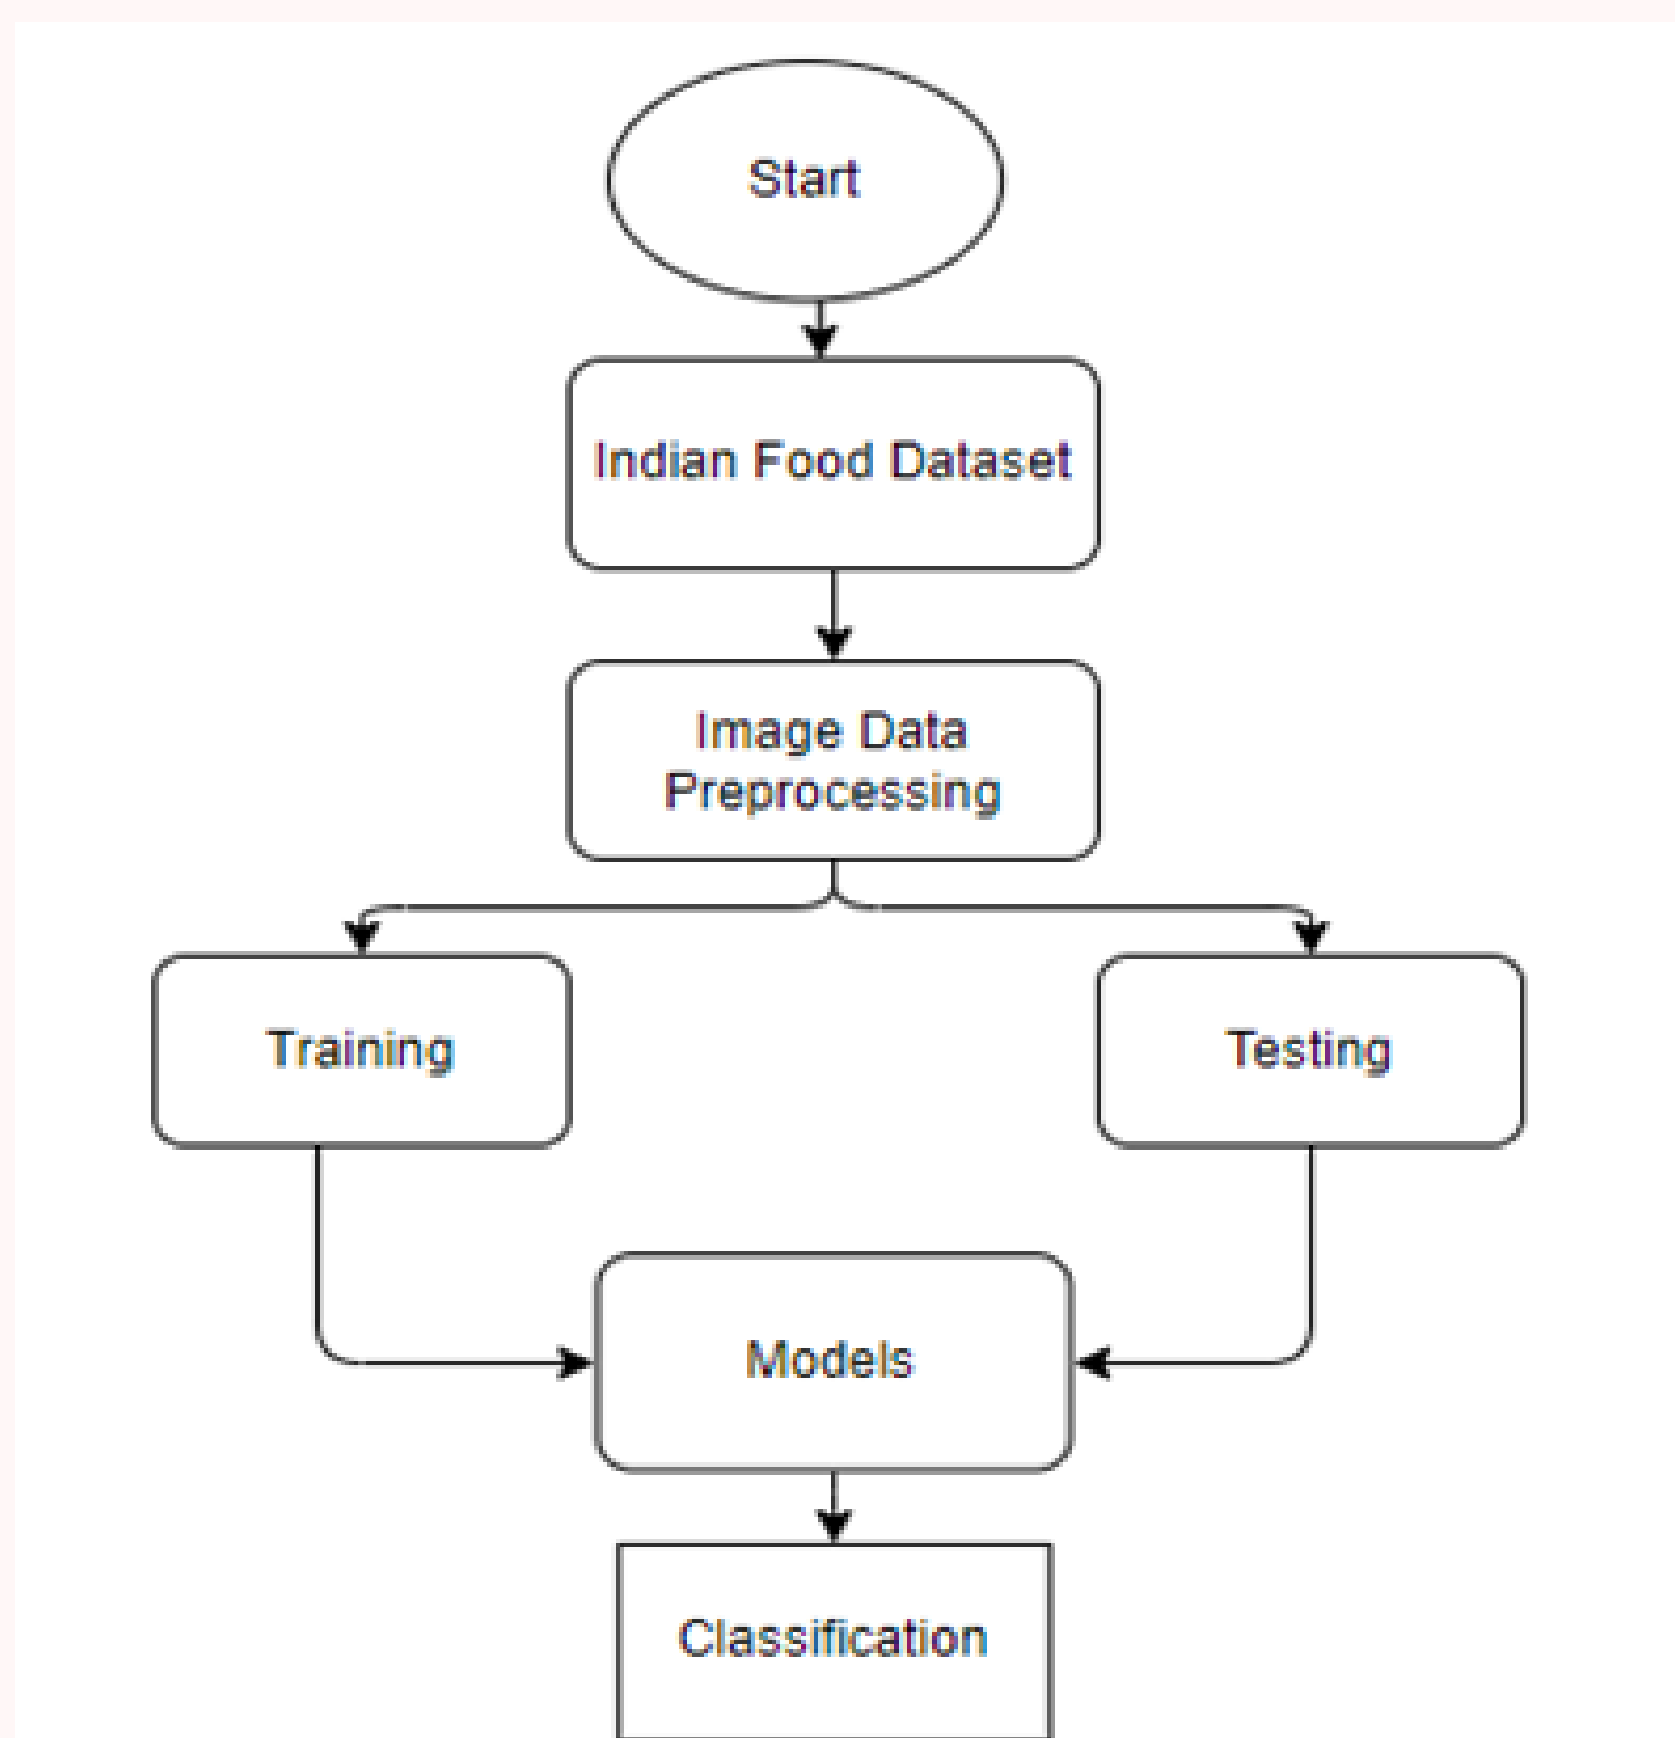 Start
Indian Food Dataset
Image Data
Preprocessing
Training
Testing
Models
Classification